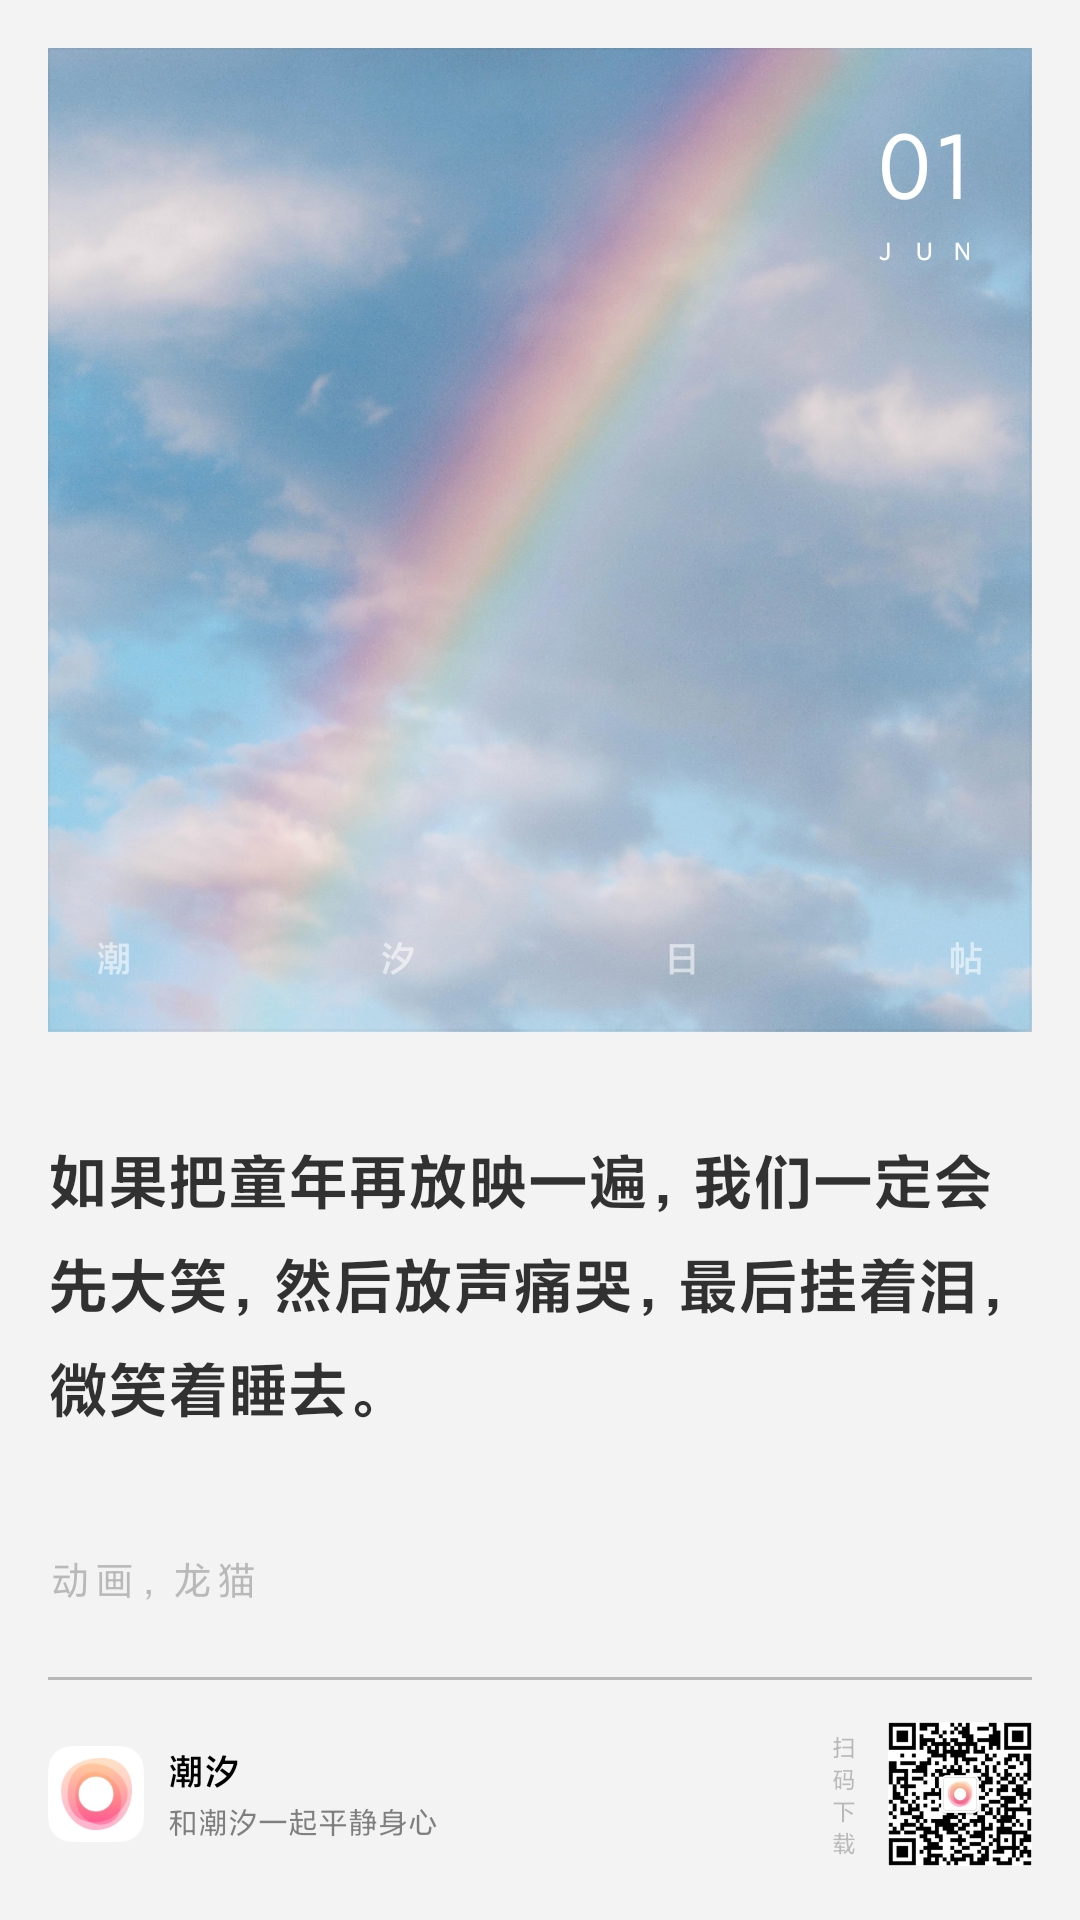 01
JUN
潮汐日帖
如果把童年再放映一遍，我们一定会
先大笑，然后放声痛哭，最后挂着泪，
微笑着睡去。
动画，龙猫
潮汐
和潮汐一起平静身心
扫码下载